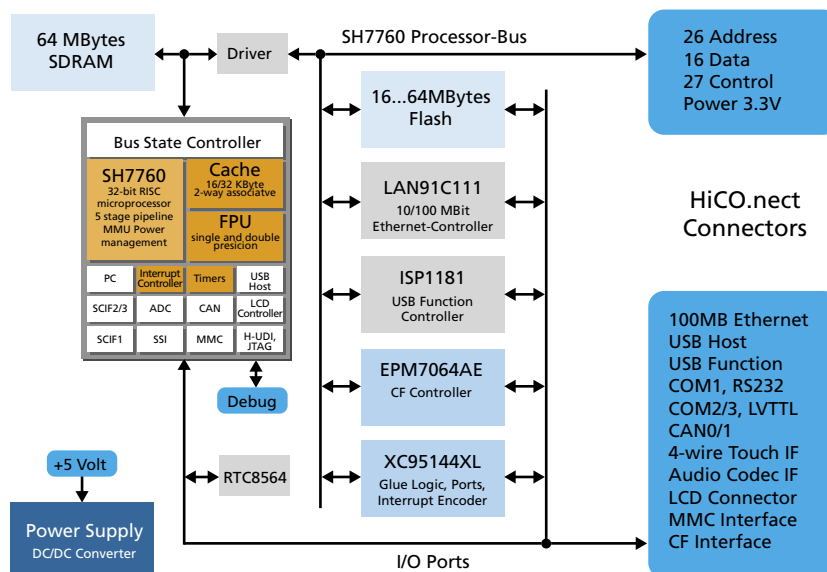 64 MBytes
SDRAM
Driver
SH7760 Processor-Bus
26 Address
16 Data
27 Control
Power 3.3V
16...64MBytes
Flash
Bus State Controller
SH7760
32-bit RISC
microprocessor
5 stage pipeline
MMU Power
management
Cache
16/32 KByte
2-way associative
FPU
single and double
presicion
LAN91C111
10/100 MBit
Ethernet-Controller
HiCO.nect
Connectors
PC
Interrupt
Controller
Timers
USB
Host
SCIF2/3
ADC
CAN
LCD
Controller
SCIF1
SSI
MMC
H-UDI,
JTAG
ISP1181
USB Function
Controller
Debug
EPM7064AE
CF Controller
100MB Ethernet
USB Host
USB Function
COM1, RS232
COM2/3, LVTTL
CAN0/1
4-wire Touch IF
Audio Codec IF
LCD Connector
MMC Interface
CF Interface
+5 Volt
RTC8564
XC95144XL
Glue Logic, Ports,
Interrupt Encoder
Power Supply
DC/DC Converter
I/O Ports